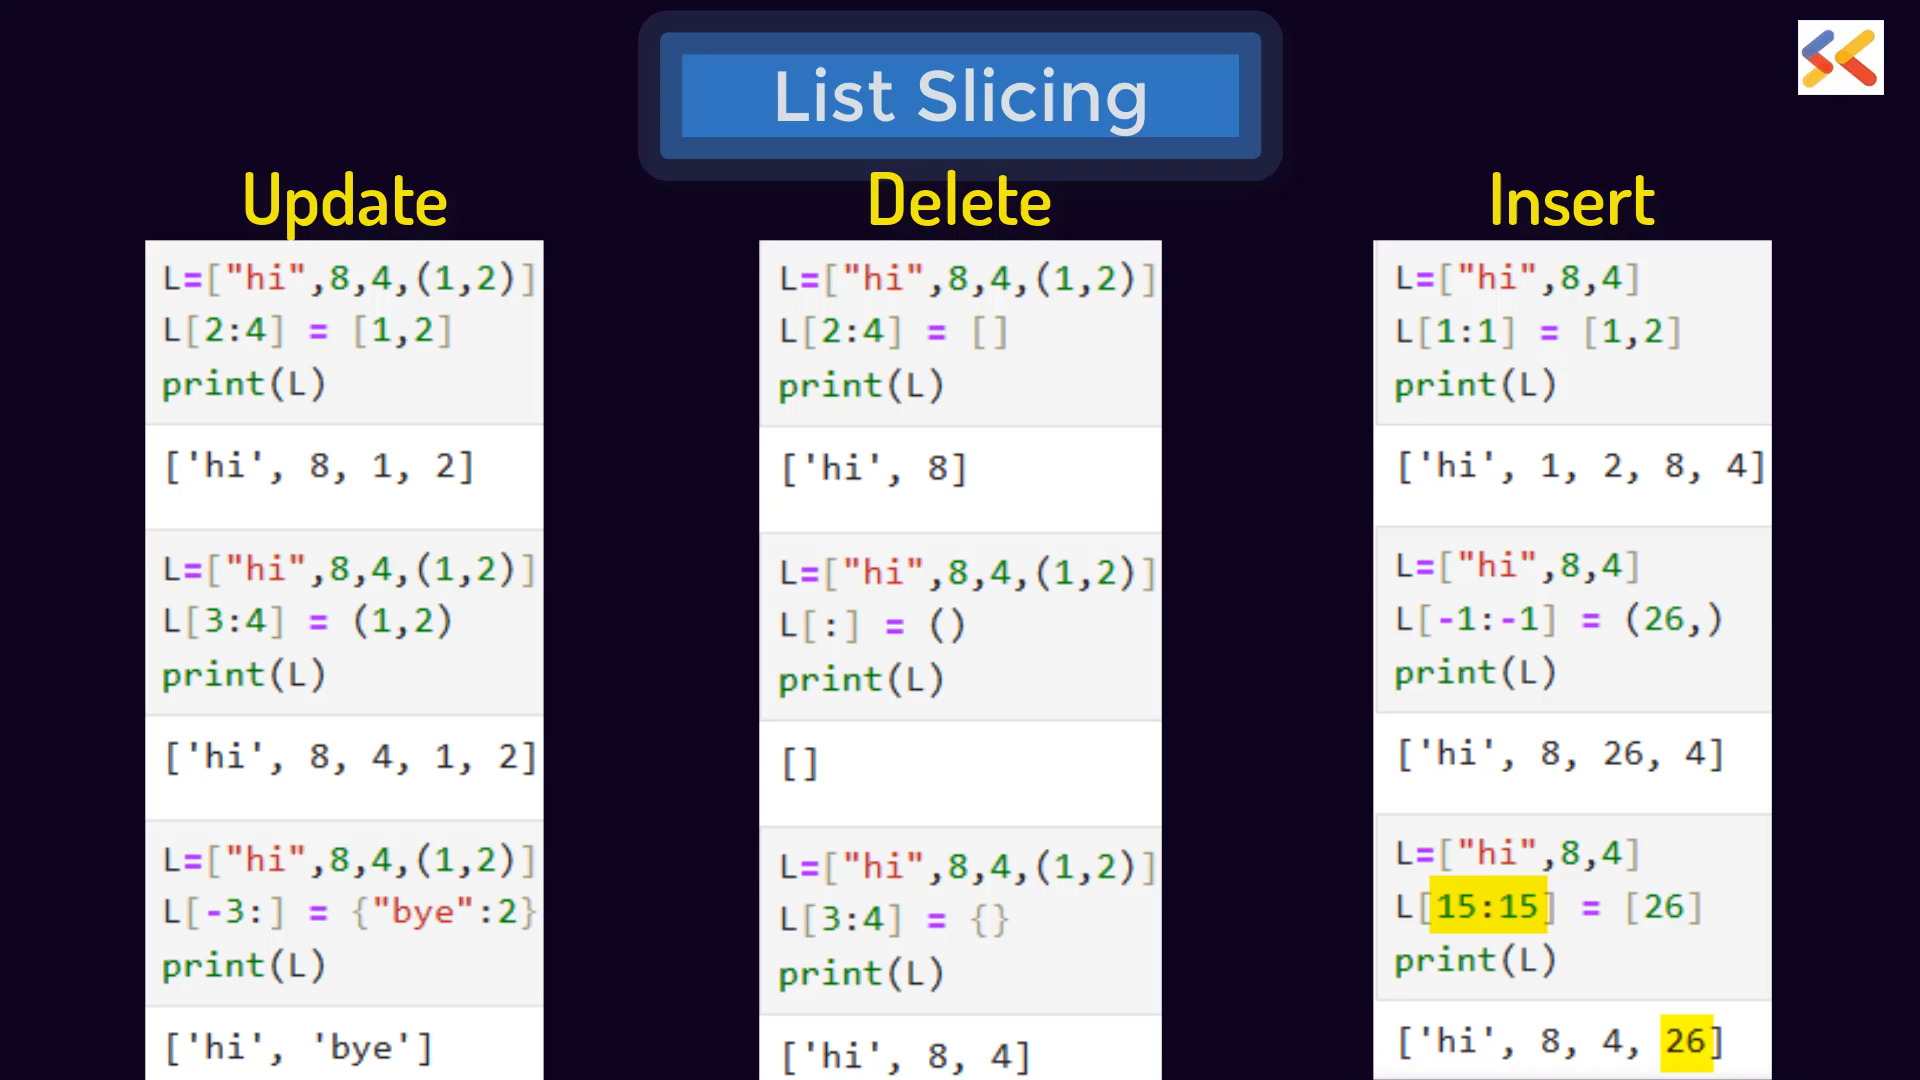 List Slicing
Update
L=["hi",8,4,(1,2)]
L[2:4] = [1,2]
print(L)
['hi', 8, 1, 2]
L=["hi",8,4,(1,2)]
L[3:4] = (1,2)
print(L)
['hi', 8, 4, 1, 2]
L=["hi",8,4,(1,2)]
L[-3:] = {"bye":2}
print(L)
['hi', 'bye']
Delete
L=["hi",8,4,(1,2)]
L[2:4] = []
print(L)
['hi', 8]
L=["hi",8,4,(1,2)]
L[:] = ()
print(L)
[]
L=["hi",8,4,(1,2)]
L[3:4] = {}
print(L)
['hi', 8, 4]
Insert
L=["hi",8,4]
L[1:1] = [1,2]
print(L)
['hi', 1, 2, 8, 4]
L=["hi",8,4]
L[-1:-1] = (26,)
print(L)
['hi', 8, 26, 4]
L=["hi",8,4]
L[15:15] = [26]
print(L)
['hi', 8, 4, 26]